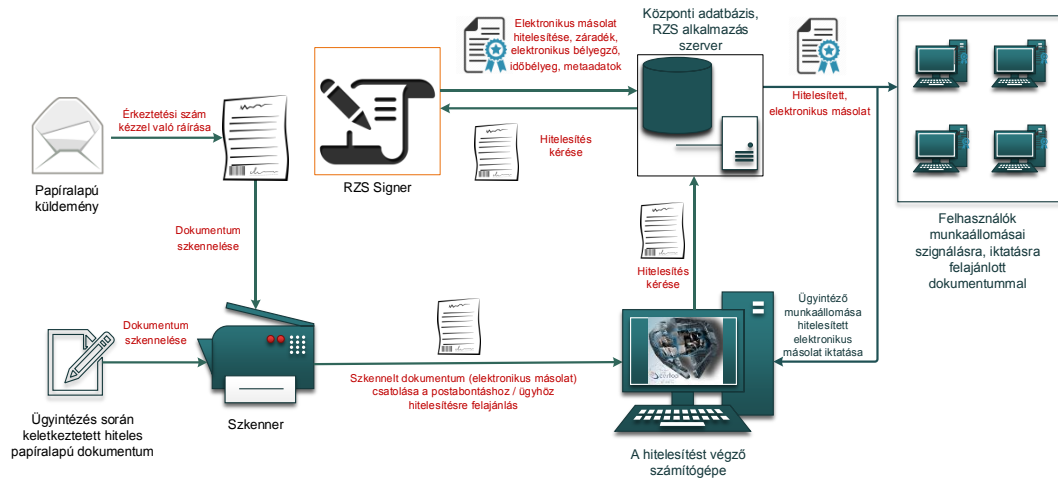 Elektronikus másolat
hitelesítése, záradék,
elektronikus bélyegző,
időbélyeg, metaadatok
Központi adatbázis,
RZS alkalmazás
szerver
Érkeztetési szám
kézzel való ráírása
Hitelesített,
elektronikus másolat
Hitelesítés
kérése
Papíralapú
küldemény
RZS Signer
Felhasználók
munkaállomásai
szignálásra, iktatásra
felajánlott
dokumentummal
Dokumentum
szkennelése
Hitelesítés
kérése
Ügyintéző
munkaállomása
hitelesített
elektronikus
másolat iktatása
Dokumentum
szkennelése
Szkennelt dokumentum (elektronikus másolat)
csatolása a postabontáshoz / ügyhöz
hitelesítésre felajánlás
Ügyintézés során
keletkeztetett hiteles
papíralapú dokumentum
Szkenner
A hitelesítést végző
számítógépe